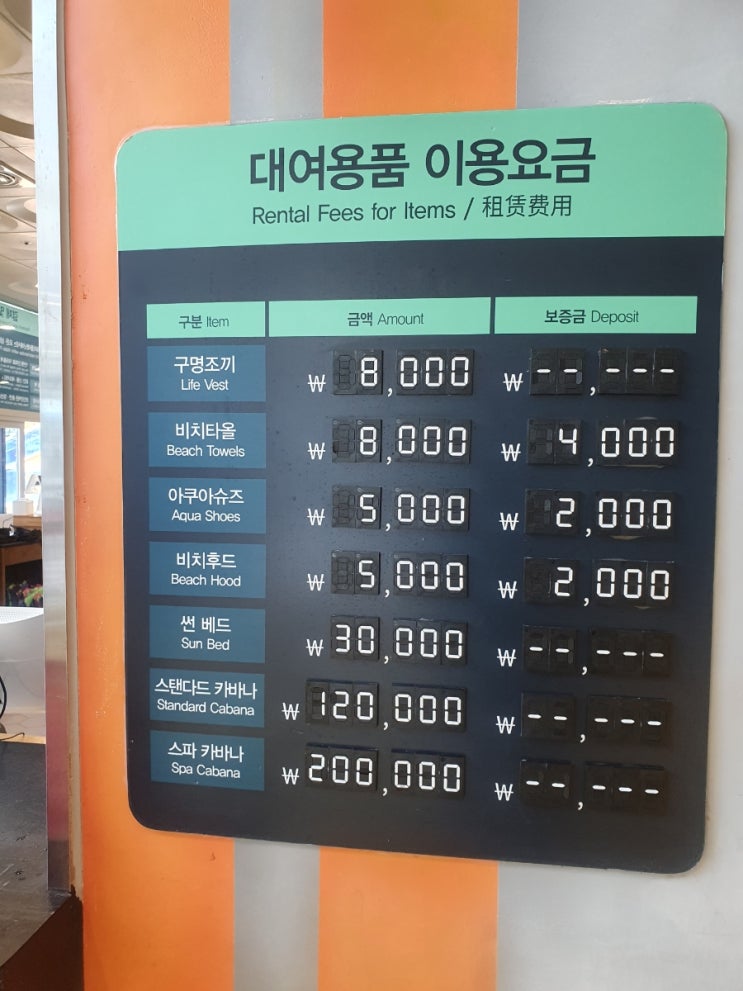 대여용품 이용요금
Rental Fees for Items / 租赁费用
구분 Item 금액 Amount 보증금 Deposit
구명조끼
Life Vest
₩ 8,000 ₩ --,---
비치타올
Beach Towels
₩ 8,000 ₩ 4,000
아쿠아슈즈
Aqua Shoes
₩ 5,000 ₩ 2,000
비치후드
Beach Hood
₩ 5,000 ₩ 2,000
썬 베드
Sun Bed
₩ 30,000 ₩ --,---
스탠다드 카바나
Standard Cabana
₩ 120,000 ₩ --,---
스파 카바나
Spa Cabana
₩ 200,000 ₩ --,---